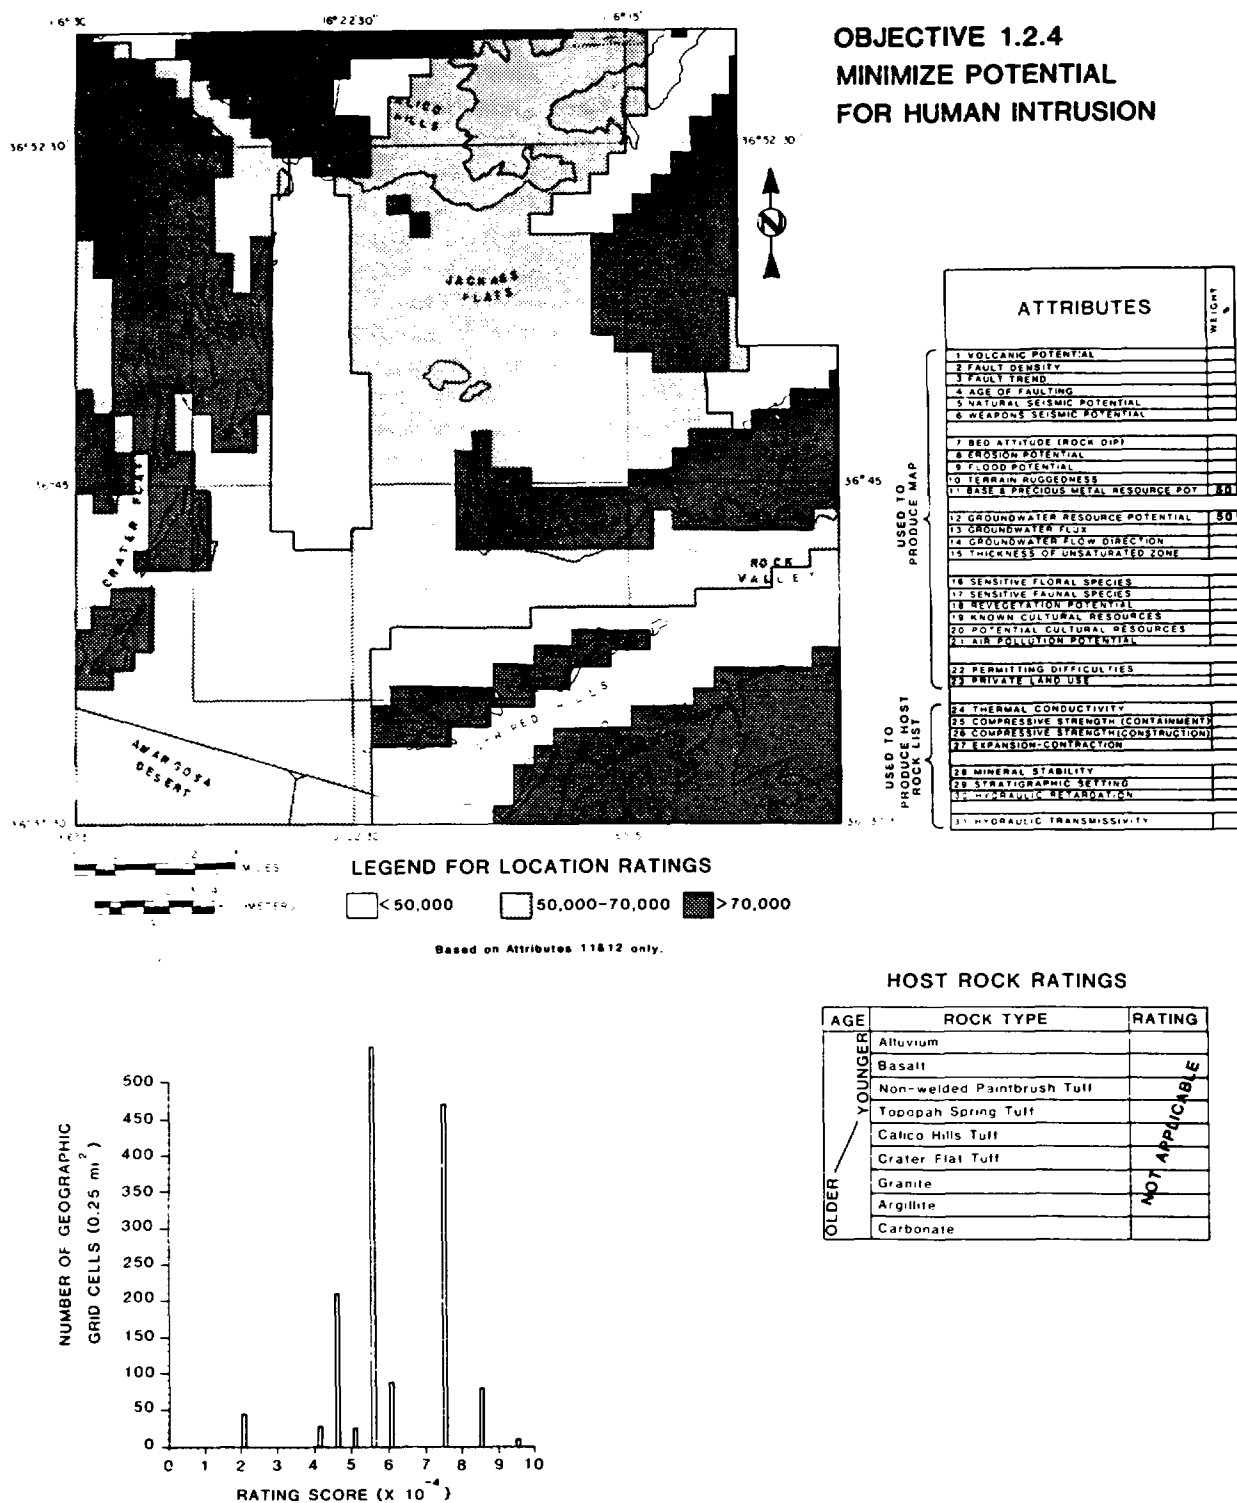 16°22'30"
OBJECTIVE 1.2.4
MINIMIZE POTENTIAL
FOR HUMAN INTRUSION
HILLS
36°52'30"
36°52'30"
N
JACKASS
FLATS
36°45'
36°45'
CRATER FLAT
ROCK
VALLEY
STRIPED HILLS
AMARGOSA
DESERT
MILES
LEGEND FOR LOCATION RATINGS
<50,000
50,000-70,000
>70,000
Based on Attributes 11&12 only.
ATTRIBUTES
WEIGHT
%
USED TO
PRODUCE MAP
1 VOLCANIC POTENTIAL
2 FAULT DENSITY
3 FAULT TREND
4 AGE OF FAULTING
5 NATURAL SEISMIC POTENTIAL
6 WEAPONS SEISMIC POTENTIAL
7 BED ATTITUDE (ROCK DIP)
8 EROSION POTENTIAL
9 FLOOD POTENTIAL
10 TERRAIN RUGGEDNESS
11 BASE & PRECIOUS METAL RESOURCE POT 50
12 GROUNDWATER RESOURCE POTENTIAL 50
13 GROUNDWATER FLUX
14 GROUNDWATER FLOW DIRECTION
15 THICKNESS OF UNSATURATED ZONE
16 SENSITIVE FLORAL SPECIES
17 SENSITIVE FAUNAL SPECIES
18 REVEGETATION POTENTIAL
19 KNOWN CULTURAL RESOURCES
20 POTENTIAL CULTURAL RESOURCES
21 AIR POLLUTION POTENTIAL
22 PERMITTING DIFFICULTIES
23 PRIVATE LAND USE
USED TO
PRODUCE HOST
ROCK LIST
24 THERMAL CONDUCTIVITY
25 COMPRESSIVE STRENGTH (CONTAINMENT)
26 COMPRESSIVE STRENGTH (CONSTRUCTION)
27 EXPANSION-CONTRACTION
28 MINERAL STABILITY
29 STRATIGRAPHIC SETTING
30 HYDRAULIC RETARDATION
31 HYDRAULIC TRANSMISSIVITY
HOST ROCK RATINGS
AGE ROCK TYPE RATING
YOUNGER
OLDER
Alluvium
Basalt
Non-welded Paintbrush Tuff
Topopah Spring Tuff
Calico Hills Tuff
Crater Flat Tuff
Granite
Argillite
Carbonate
NOT APPLICABLE
NUMBER OF GEOGRAPHIC
GRID CELLS (0.25 mi²)
500
450
400
350
300
250
200
150
100
50
0
0 1 2 3 4 5 6 7 8 9 10
RATING SCORE (X 10⁻⁴)